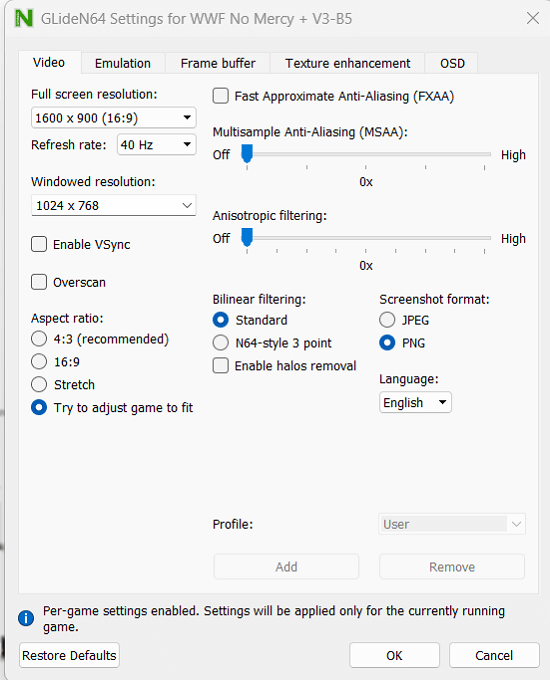 GLideN64 Settings for WWF No Mercy + V3-B5
Video
Emulation
Frame buffer
Texture enhancement
OSD
Full screen resolution:
1600 x 900 (16:9)
Refresh rate:
40 Hz
Windowed resolution:
1024 x 768
Enable VSync
Overscan
Aspect ratio:
4:3 (recommended)
16:9
Stretch
Try to adjust game to fit
Fast Approximate Anti-Aliasing (FXAA)
Multisample Anti-Aliasing (MSAA):
Off
High
0x
Anisotropic filtering:
Off
High
0x
Bilinear filtering:
Standard
N64-style 3 point
Enable halos removal
Screenshot format:
JPEG
PNG
Language:
English
Profile:
User
Add
Remove
Per-game settings enabled. Settings will be applied only for the currently running
game.
Restore Defaults
OK
Cancel